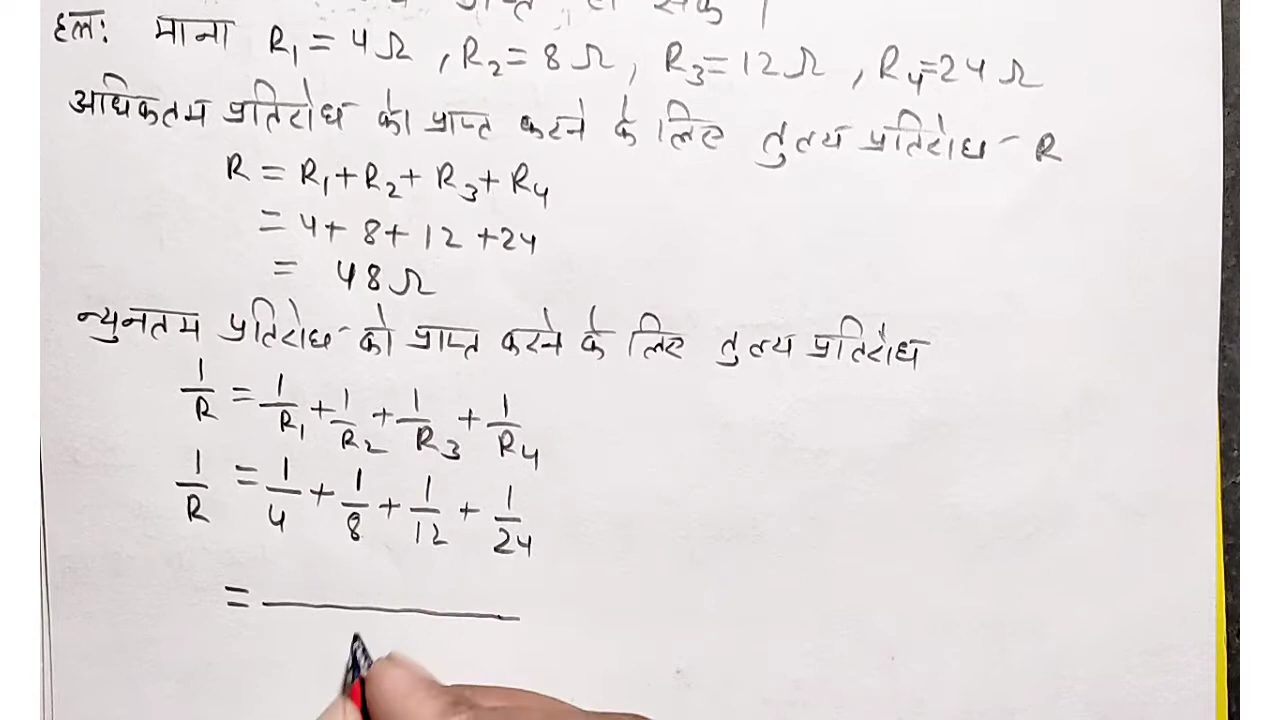 हल: माना R₁ = 4Ω, R₂ = 8Ω, R₃ = 12Ω, R₄ = 24Ω
अधिकतम प्रतिरोध को प्राप्त करने के लिए तुल्य प्रतिरोध - R
R = R₁ + R₂ + R₃ + R₄
= 4 + 8 + 12 + 24
= 48Ω
न्युनतम प्रतिरोध को प्राप्त करने के लिए तुल्य प्रतिरोध
1/R = 1/R₁ + 1/R₂ + 1/R₃ + 1/R₄
1/R = 1/4 + 1/8 + 1/12 + 1/24
=